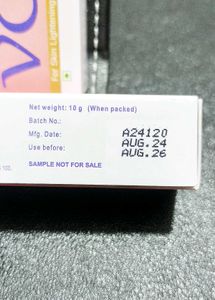 VC
For Skin Lightening
Net weight: 10 g (When packed)
Batch No.: A24120
Mfg. Date: AUG.24
Use before: AUG.26
SAMPLE NOT FOR SALE